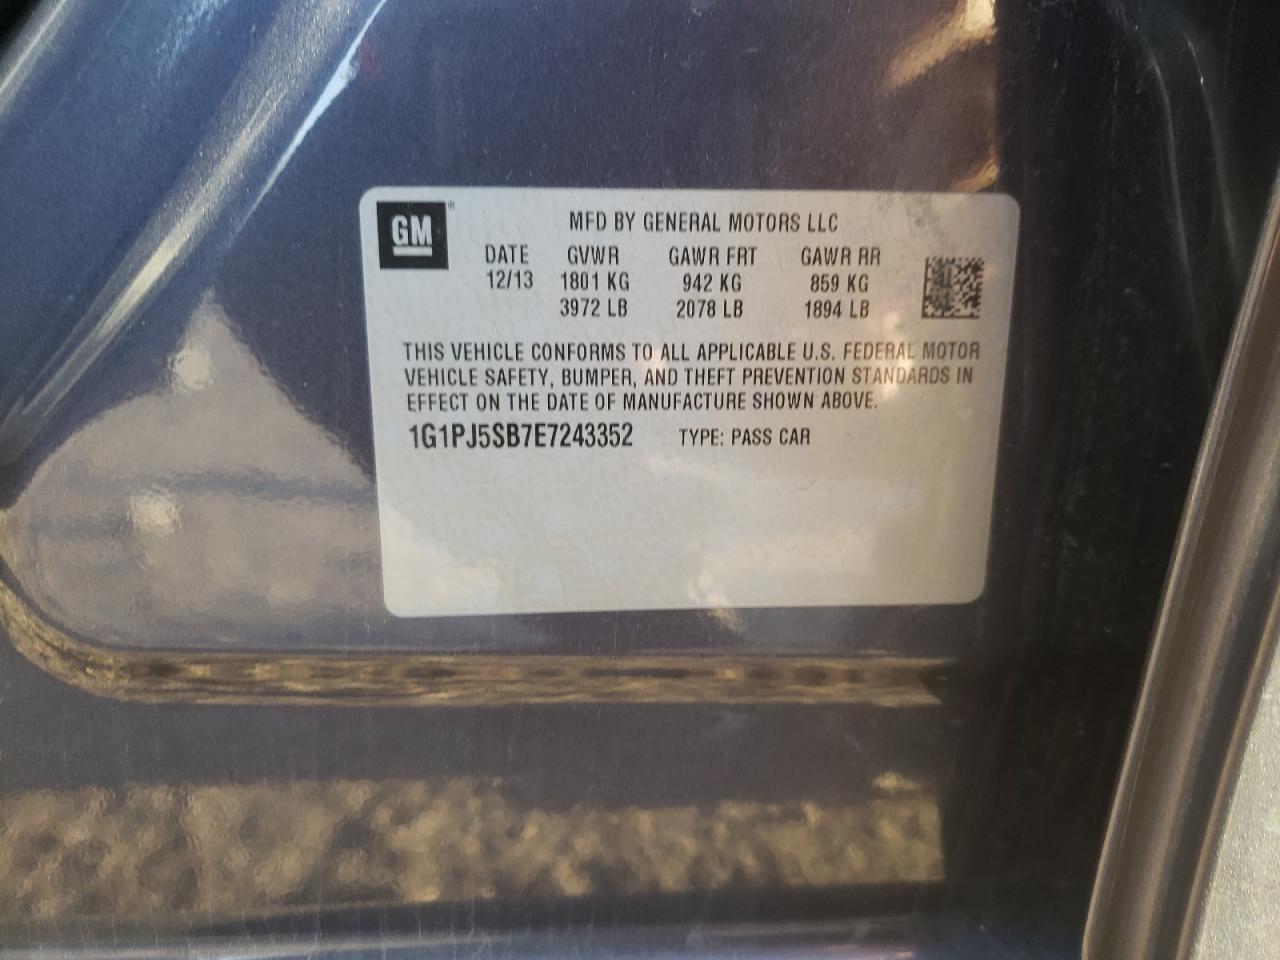 GM
MFD BY GENERAL MOTORS LLC
DATE GVWR GAWR FRT GAWR RR
12/13 1801 KG 942 KG 859 KG
3972 LB 2078 LB 1894 LB
THIS VEHICLE CONFORMS TO ALL APPLICABLE U.S. FEDERAL MOTOR
VEHICLE SAFETY, BUMPER, AND THEFT PREVENTION STANDARDS IN
EFFECT ON THE DATE OF MANUFACTURE SHOWN ABOVE.
1G1PJ5SB7E7243352 TYPE: PASS CAR